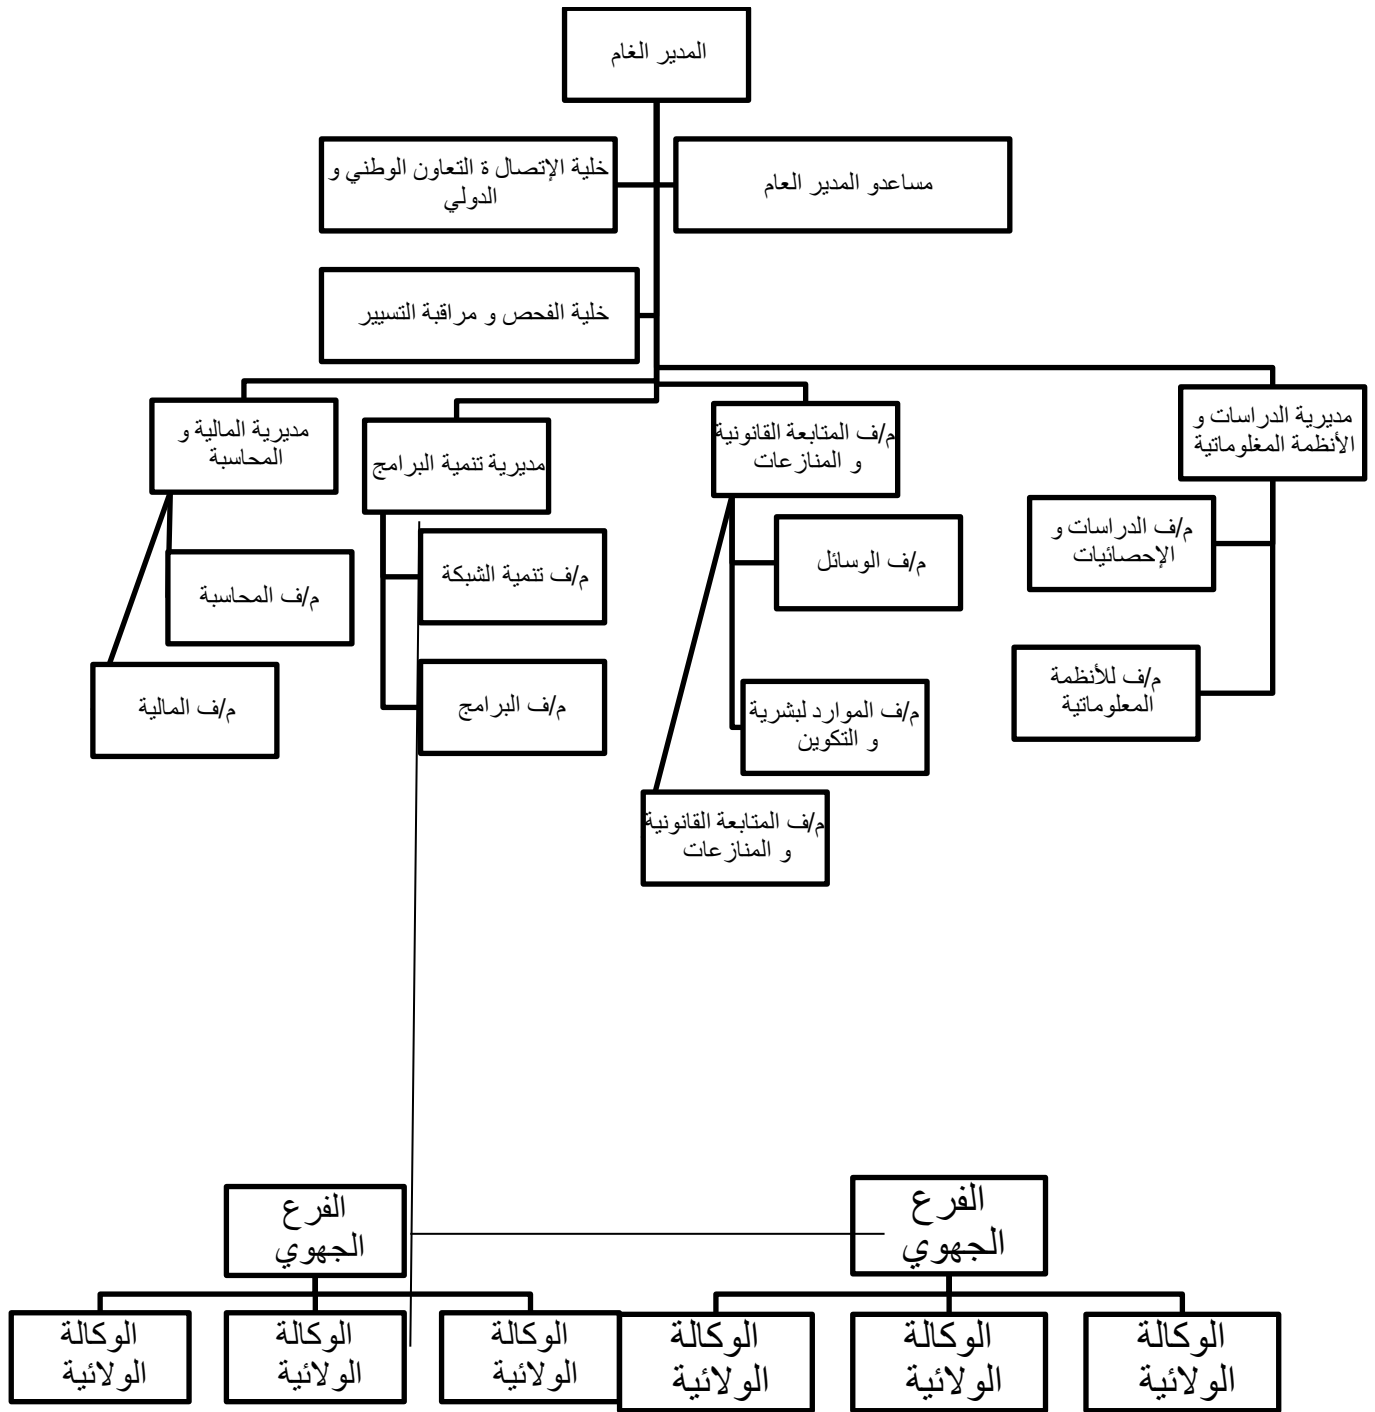 المدير الغام
مساعدو المدير العام
خلية الإتصال ة التعاون الوطني و
الدولي
خلية الفحص و مراقبة التسيير
مديرية الدراسات و
الأنظمة المغلوماتية
م/ف المتابعة القانونية
و المنازعات
مديرية تنمية البرامج
مديرية المالية و
المحاسبة
م/ف الدراسات و
الإحصائيات
م/ف الوسائل
م/ف تنمية الشبكة
م/ف المحاسبة
م/ف للأنظمة
المعلوماتية
م/ف الموارد لبشرية
و التكوين
م/ف البرامج
م/ف المالية
م/ف المتابعة القانونية
و المنازعات
الفرع
الجهوي
الفرع
الجهوي
الوكالة
الولائية
الوكالة
الولائية
الوكالة
الولائية
الوكالة
الولائية
الوكالة
الولائية
الوكالة
الولائية